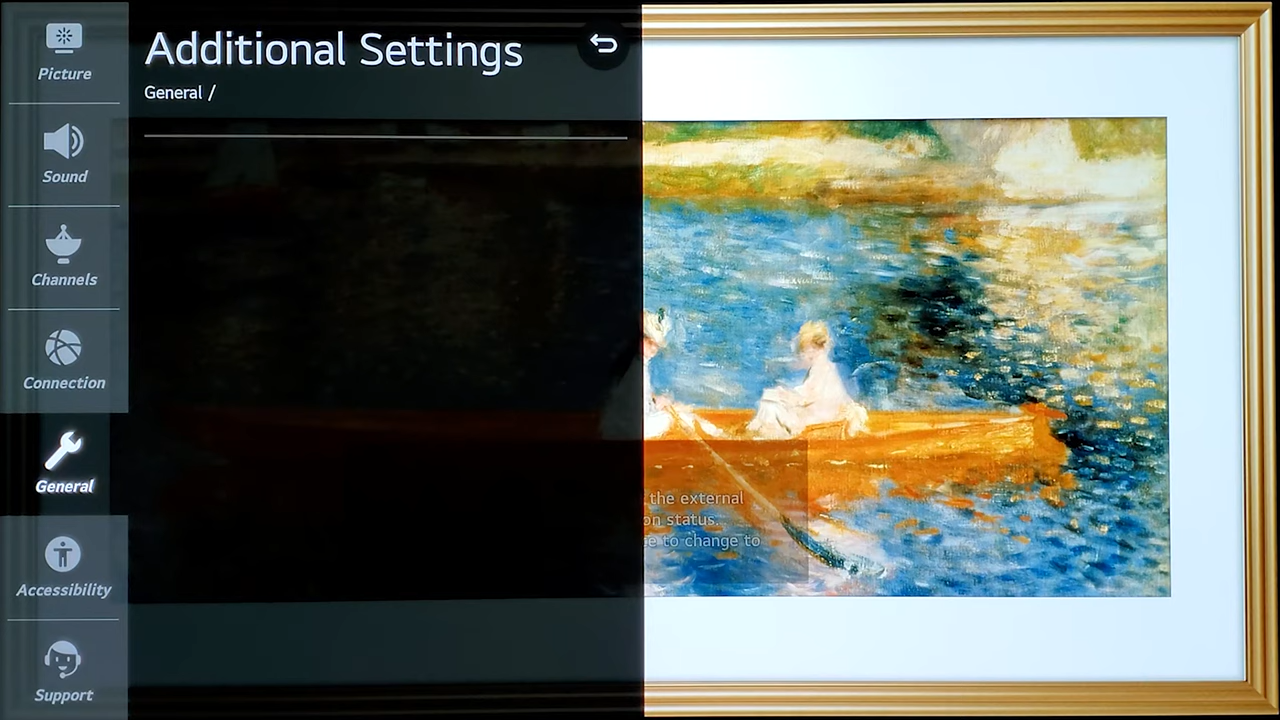 Additional Settings
General /
Picture
Sound
Channels
Connection
General
Accessibility
Support
the external
on status.
to change to